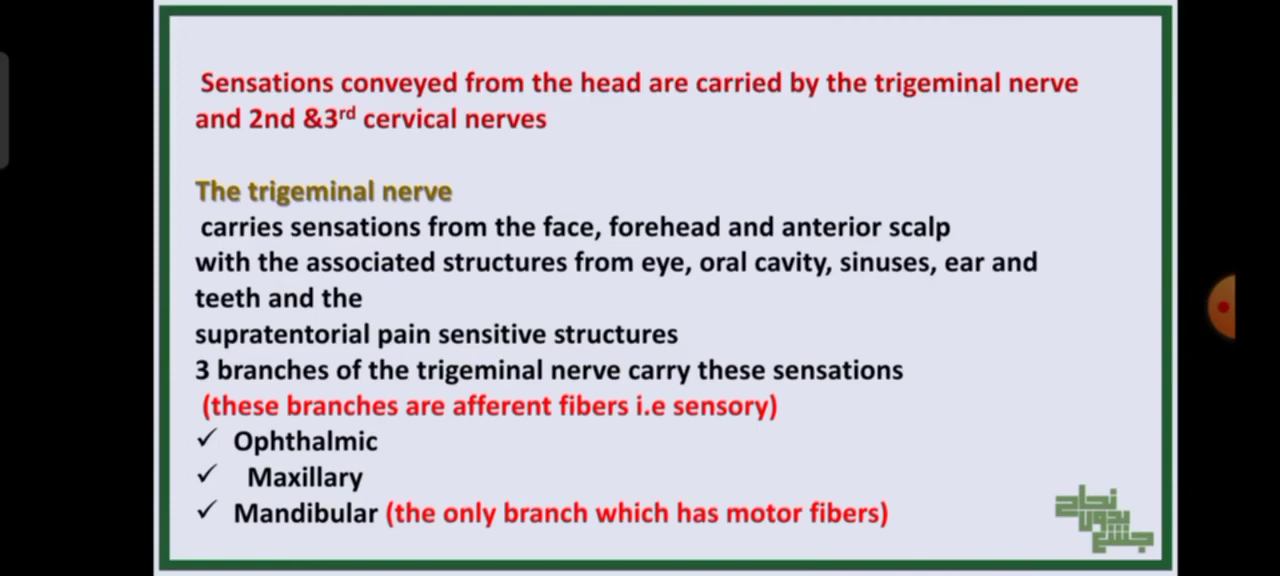 Sensations conveyed from the head are carried by the trigeminal nerve
and 2nd &3rd cervical nerves
The trigeminal nerve
carries sensations from the face, forehead and anterior scalp
with the associated structures from eye, oral cavity, sinuses, ear and
teeth and the
supratentorial pain sensitive structures
3 branches of the trigeminal nerve carry these sensations
(these branches are afferent fibers i.e sensory)
✓ Ophthalmic
✓ Maxillary
✓ Mandibular (the only branch which has motor fibers)
نجاح
بدون
جشع